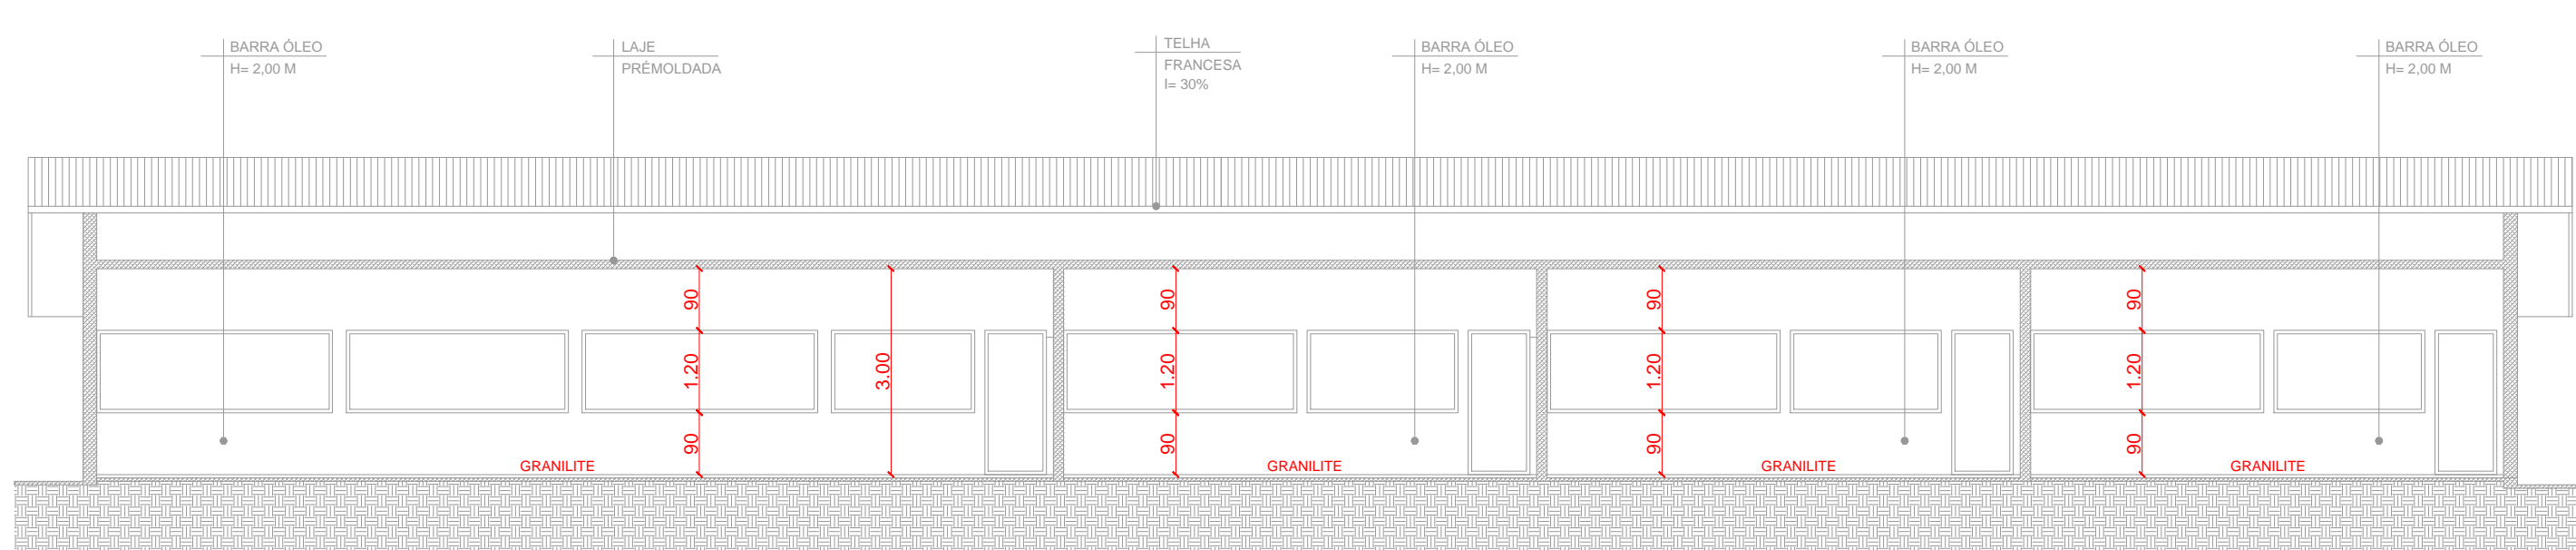 BARRA ÓLEO
H= 2,00 M
LAJE
PRÉMOLDADA
TELHA
FRANCESA
I= 30%
BARRA ÓLEO
H= 2,00 M
BARRA ÓLEO
H= 2,00 M
BARRA ÓLEO
H= 2,00 M
90
1.20
90
3.00
90
1.20
90
90
1.20
90
90
1.20
90
GRANILITE
GRANILITE
GRANILITE
GRANILITE